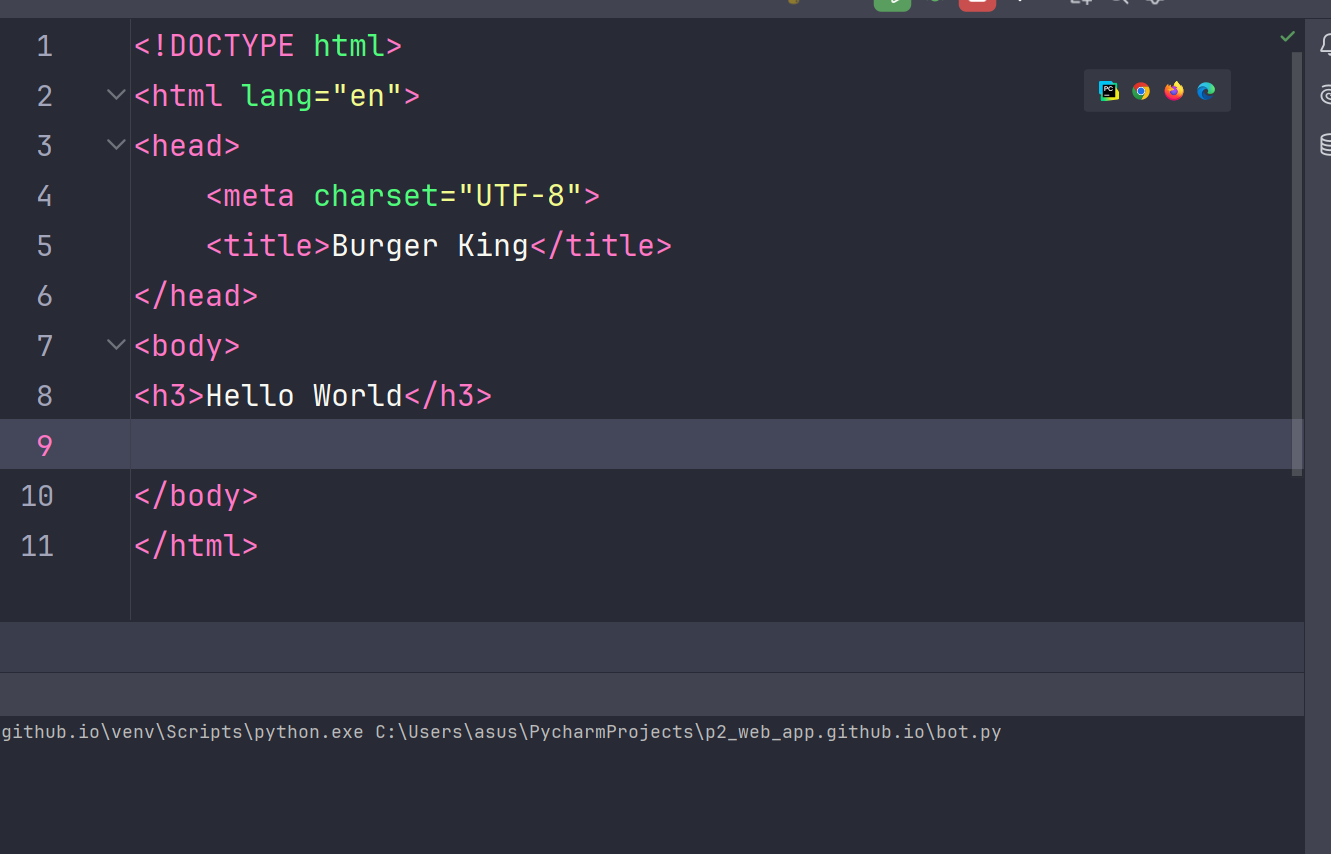 1 <!DOCTYPE html>
2 <html lang="en">
3 <head>
4     <meta charset="UTF-8">
5     <title>Burger King</title>
6 </head>
7 <body>
8 <h3>Hello World</h3>
9
10 </body>
11 </html>
github.io\venv\Scripts\python.exe C:\Users\asus\PycharmProjects\p2_web_app.github.io\bot.py